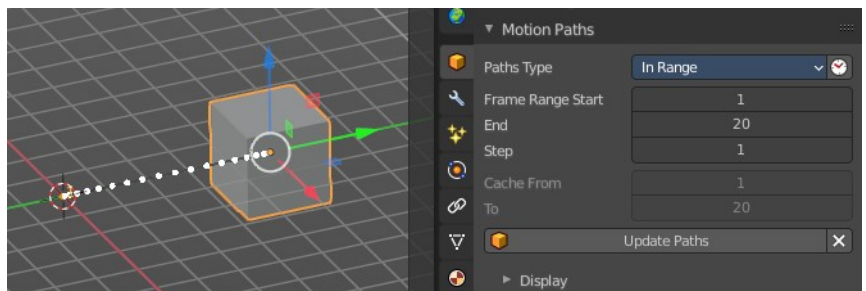 Motion Paths
Paths Type In Range
Frame Range Start 1
End 20
Step 1
Cache From 1
To 20
Update Paths
Display